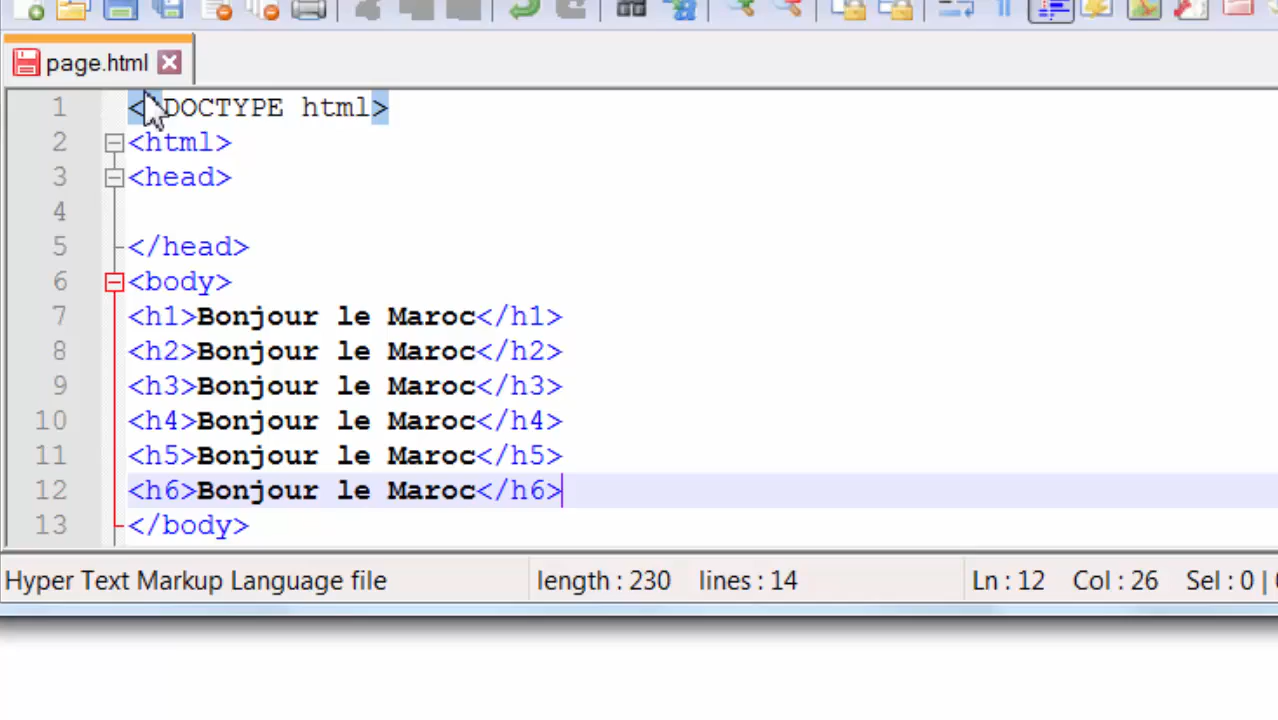 page.html
1 <!DOCTYPE html>
2 <html>
3 <head>
4
5 </head>
6 <body>
7 <h1>Bonjour le Maroc</h1>
8 <h2>Bonjour le Maroc</h2>
9 <h3>Bonjour le Maroc</h3>
10 <h4>Bonjour le Maroc</h4>
11 <h5>Bonjour le Maroc</h5>
12 <h6>Bonjour le Maroc</h6>
13 </body>
Hyper Text Markup Language file length : 230 lines : 14 Ln : 12 Col : 26 Sel : 0 |